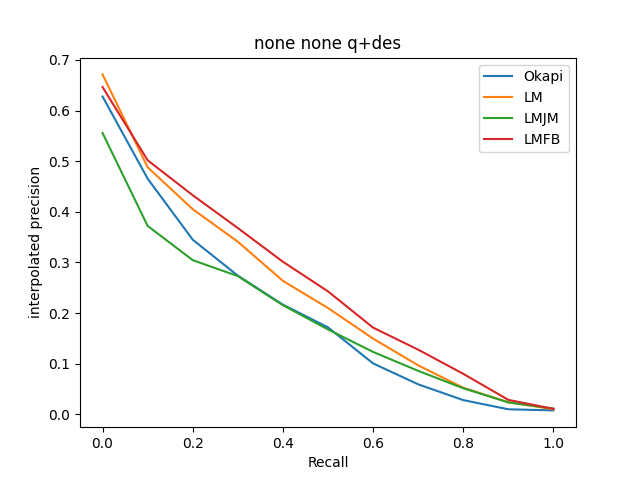 none none q+des
Okapi
LM
LMJM
LMFB
interpolated precision
0.7
0.6
0.5
0.4
0.3
0.2
0.1
0.0
0.0 0.2 0.4 0.6 0.8 1.0
Recall